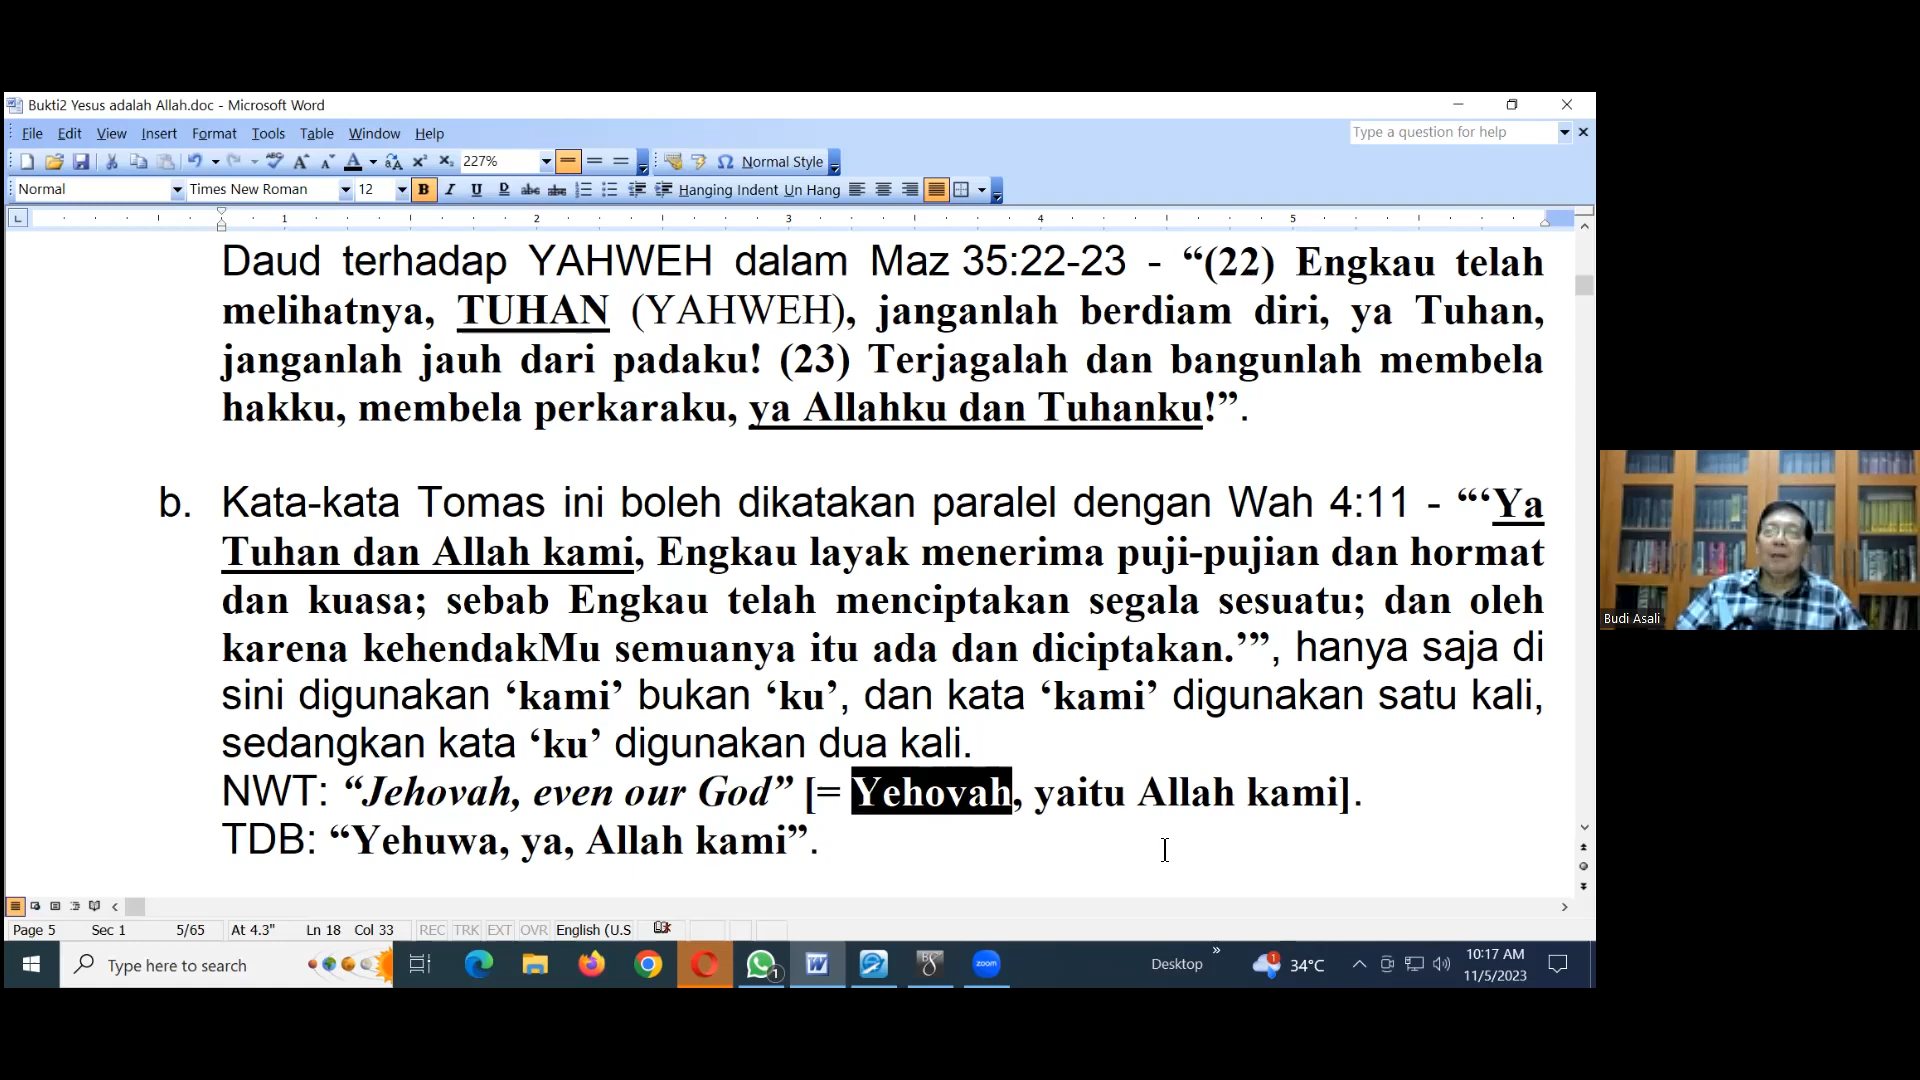 Bukti2 Yesus adalah Allah.doc - Microsoft Word
File Edit View Insert Format Tools Table Window Help
Type a question for help
227%
Normal Style
Normal
Times New Roman
12
Hanging Indent Un Hang
1 2 3 4 5
Daud terhadap YAHWEH dalam Maz 35:22-23 - “(22) Engkau telah
melihatnya, TUHAN (YAHWEH), janganlah berdiam diri, ya Tuhan,
janganlah jauh dari padaku! (23) Terjagalah dan bangunlah membela
hakku, membela perkaraku, ya Allahku dan Tuhanku!”.
b. Kata-kata Tomas ini boleh dikatakan paralel dengan Wah 4:11 - “‘Ya
Tuhan dan Allah kami, Engkau layak menerima puji-pujian dan hormat
dan kuasa; sebab Engkau telah menciptakan segala sesuatu; dan oleh
karena kehendakMu semuanya itu ada dan diciptakan.’”, hanya saja di
sini digunakan ‘kami’ bukan ‘ku’, dan kata ‘kami’ digunakan satu kali,
sedangkan kata ‘ku’ digunakan dua kali.
NWT: “Jehovah, even our God” [= Yehovah, yaitu Allah kami].
TDB: “Yehuwa, ya, Allah kami”.
Budi Asali
Page 5 Sec 1 5/65 At 4.3" Ln 18 Col 33 REC TRK EXT OVR English (U.S
Type here to search
1
zoom
Desktop
1
34°C
10:17 AM
11/5/2023